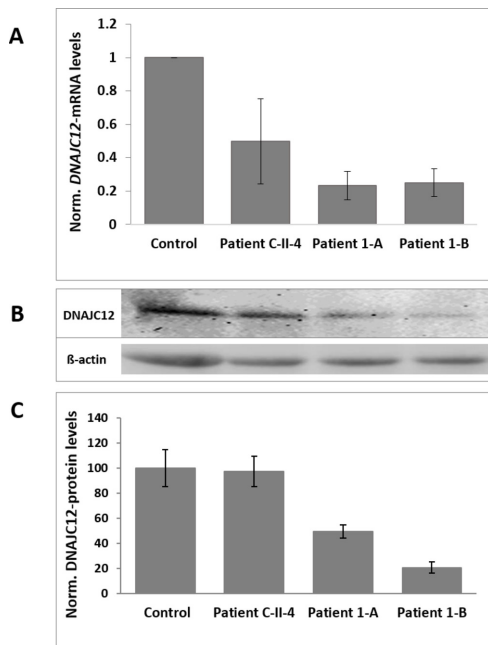 A
Norm. DNAJC12-mRNA levels
1.2
1
0.8
0.6
0.4
0.2
0
Control Patient C-II-4 Patient 1-A Patient 1-B
B
DNAJC12
ß-actin
C
Norm. DNAJC12-protein levels
140
120
100
80
60
40
20
0
Control Patient C-II-4 Patient 1-A Patient 1-B